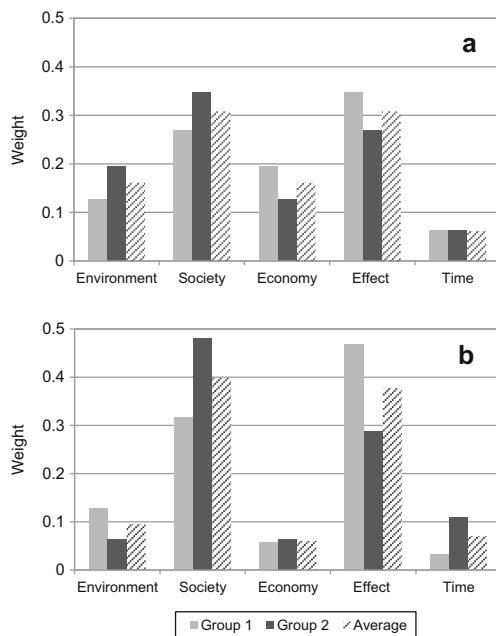 0.5
a
0.4
0.3
Weight
0.2
0.1
0
Environment Society Economy Effect Time
0.5
b
0.4
0.3
Weight
0.2
0.1
0
Environment Society Economy Effect Time
Group 1 Group 2 Average